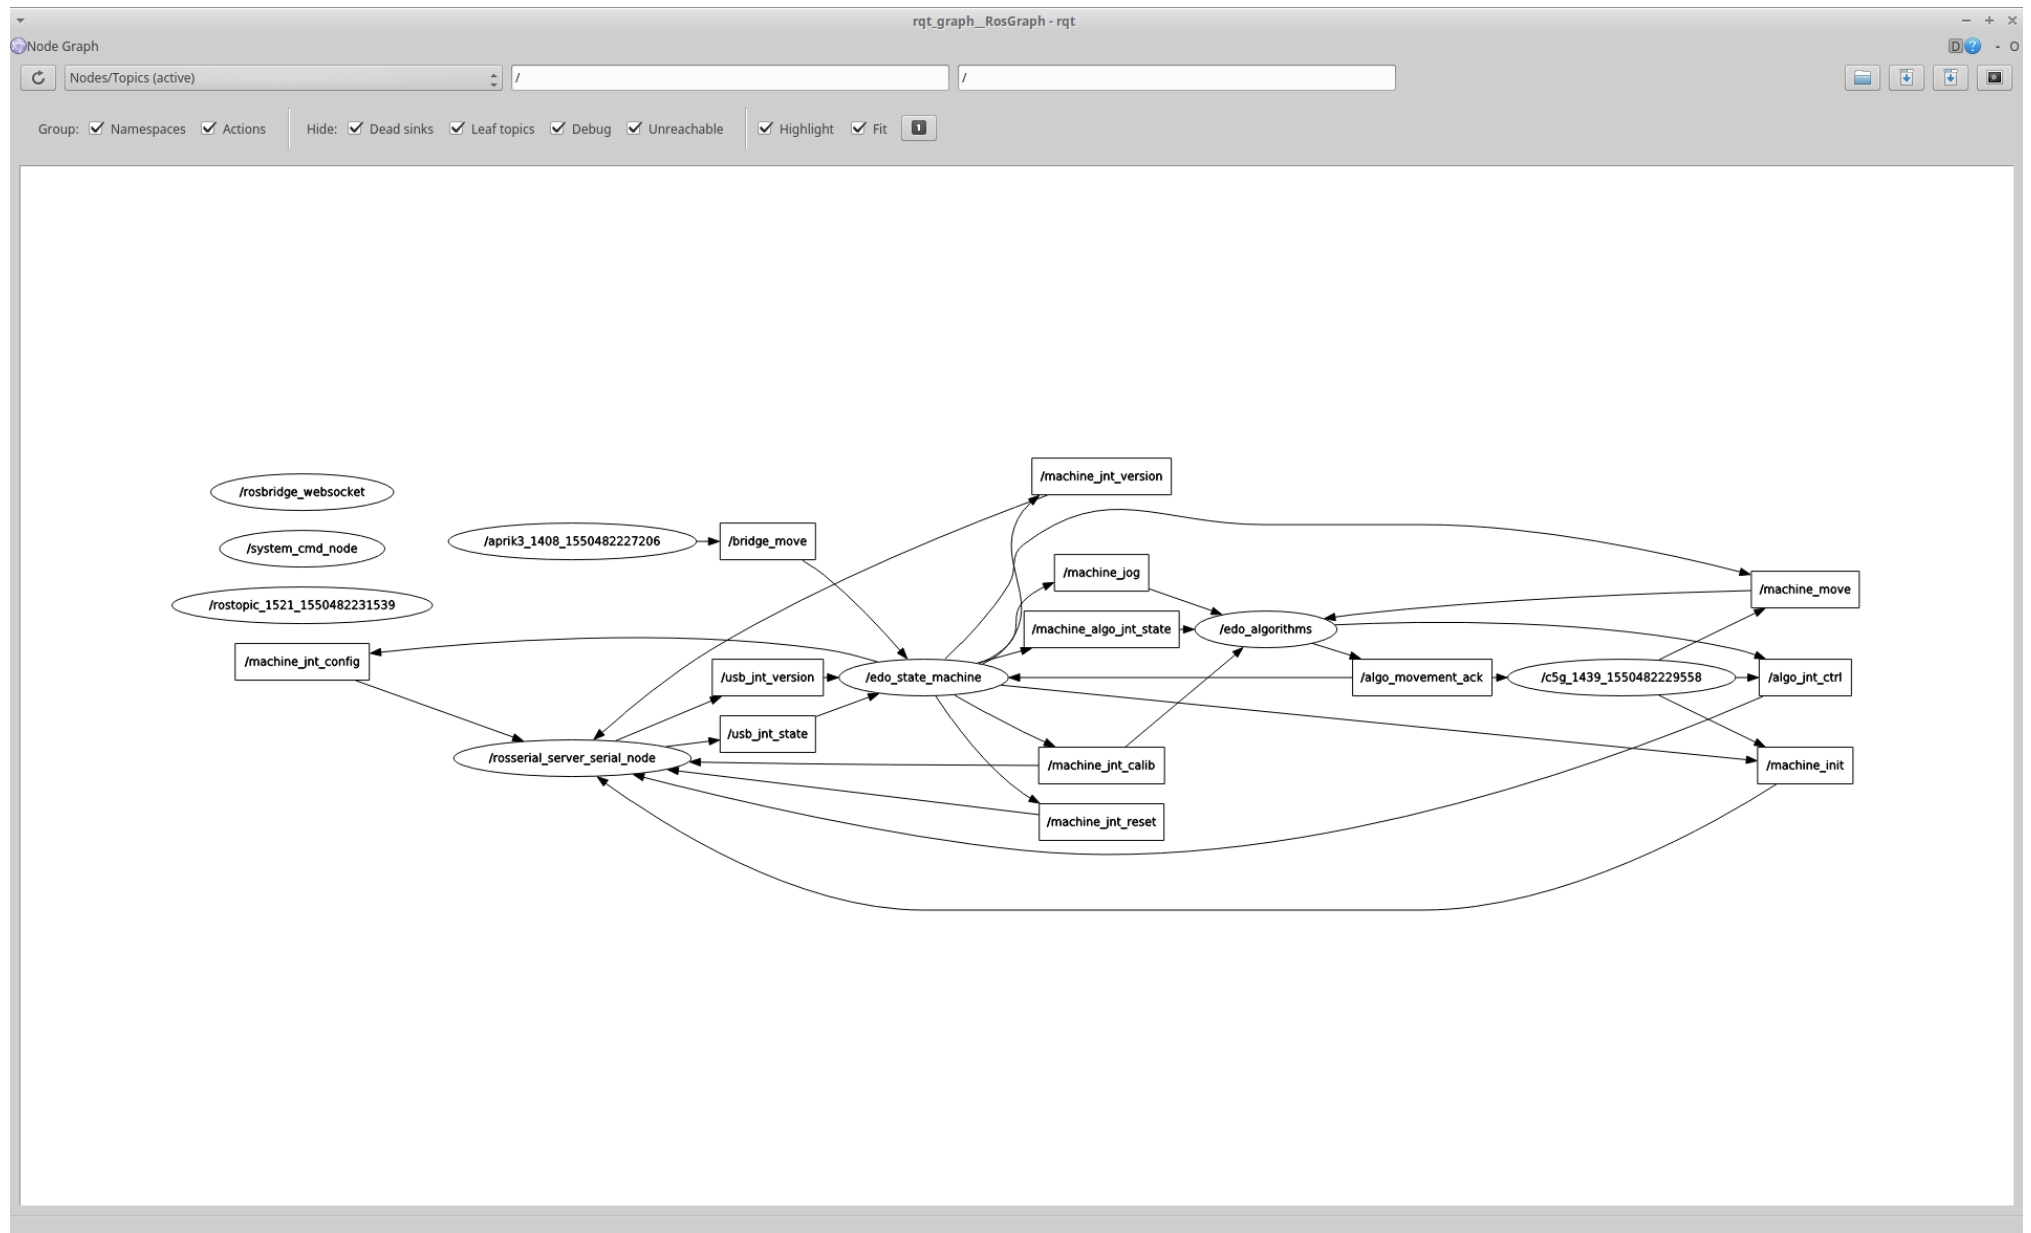 rqt_graph__RosGraph - rqt
Node Graph
D ? - O
Nodes/Topics (active)
/
/
Group: Namespaces Actions Hide: Dead sinks Leaf topics Debug Unreachable Highlight Fit 1
/machine_jnt_version
/rosbridge_websocket
/aprik3_1408_1550482227206
/bridge_move
/system_cmd_node
/machine_jog
/machine_move
/rostopic_1521_1550482231539
/machine_algo_jnt_state
/edo_algorithms
/machine_jnt_config
/usb_jnt_version
/edo_state_machine
/algo_movement_ack
/c5g_1439_1550482229558
/algo_jnt_ctrl
/usb_jnt_state
/rosserial_server_serial_node
/machine_jnt_calib
/machine_init
/machine_jnt_reset